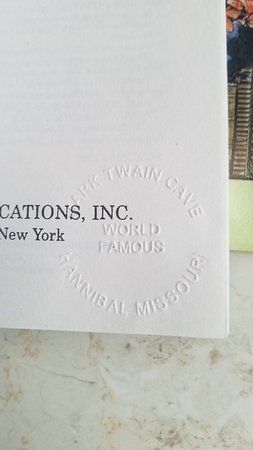 CATIONS, INC.
New York
ARK TWAIN CAVE
WORLD
FAMOUS
HANNIBAL, MISSOURI